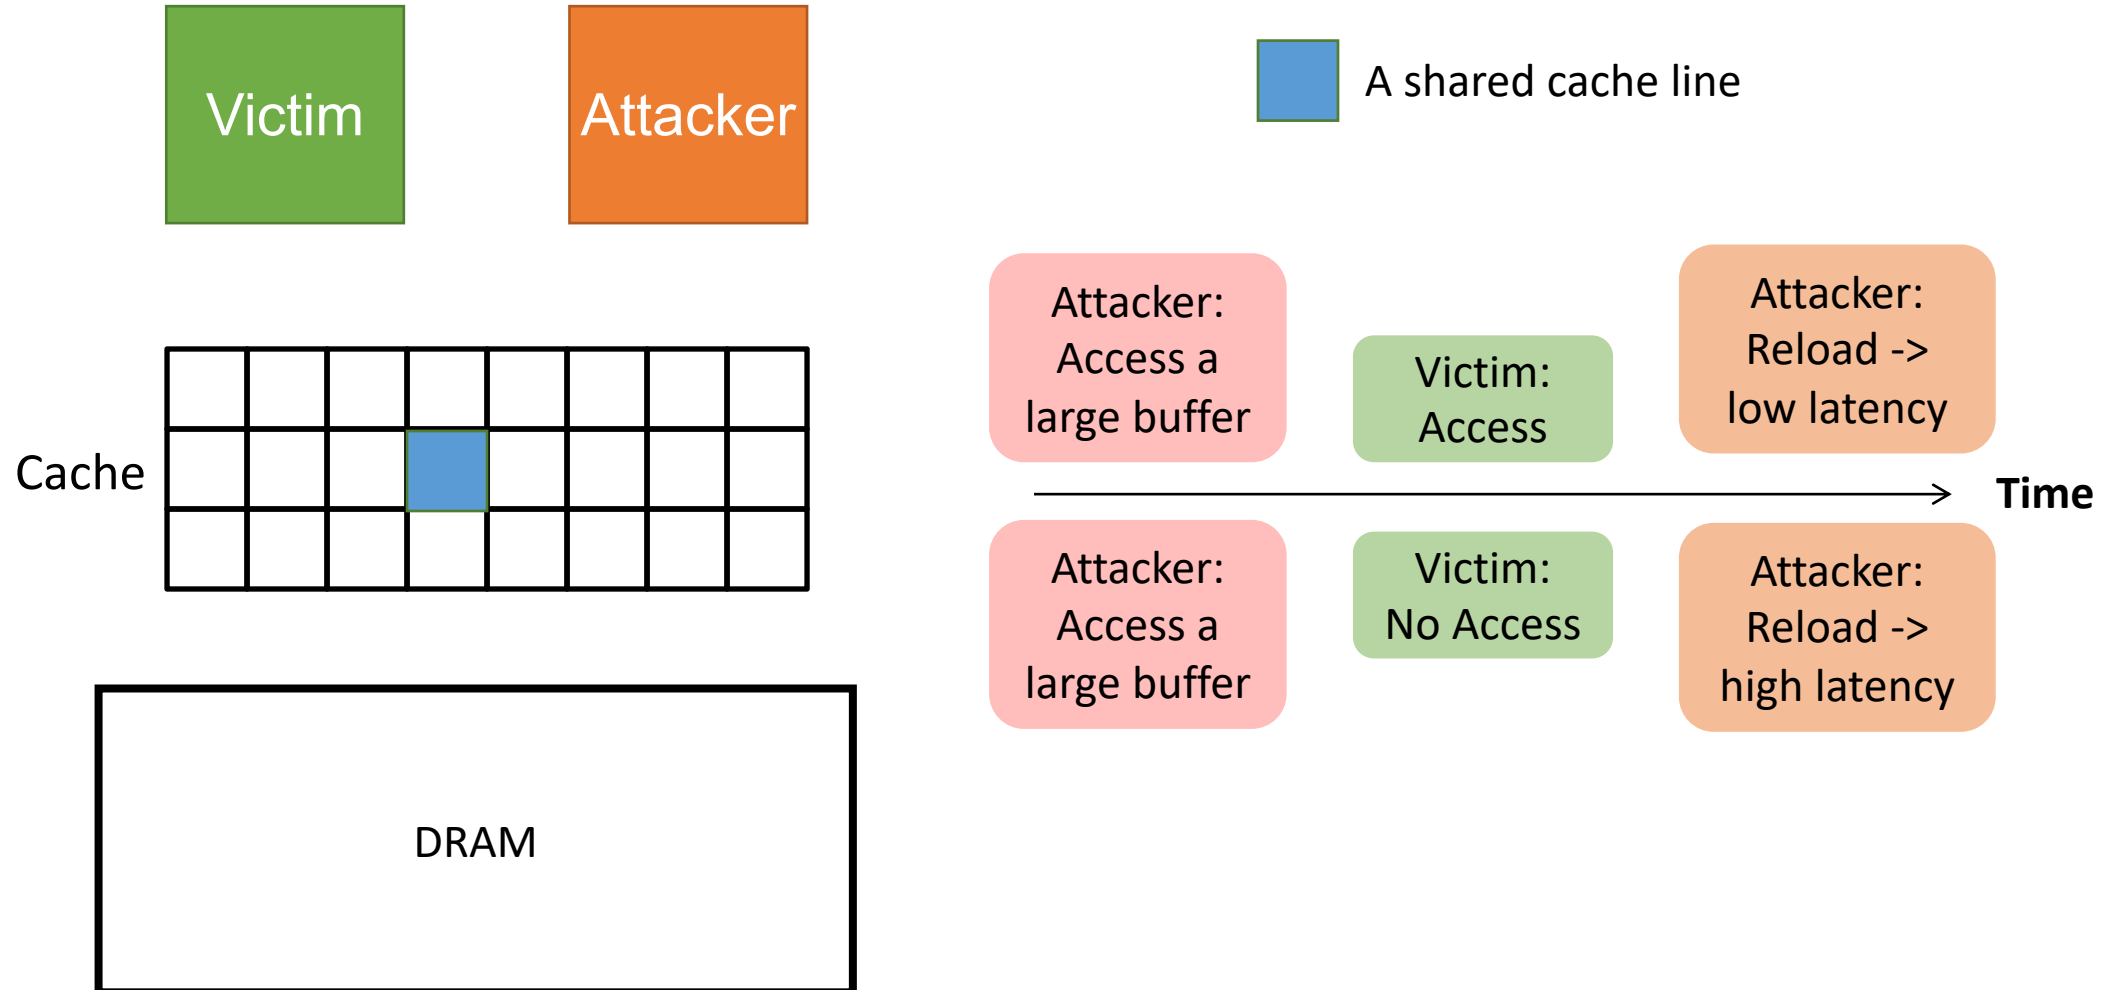 Victim
Attacker
A shared cache line
Cache
DRAM
Attacker:
Access a
large buffer
Victim:
Access
Attacker:
Reload ->
low latency
Time
Attacker:
Access a
large buffer
Victim:
No Access
Attacker:
Reload ->
high latency